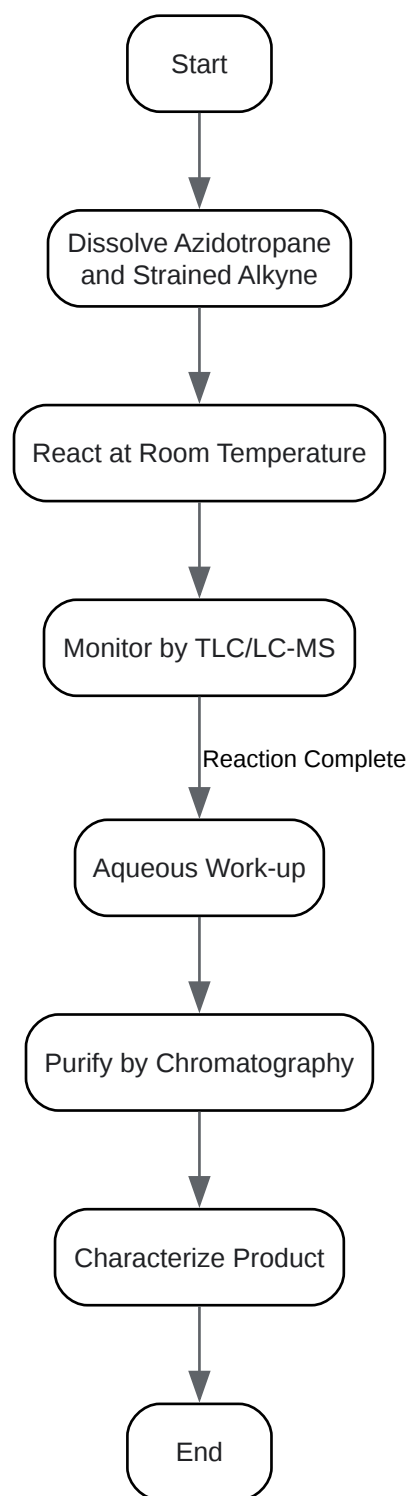 Start
Dissolve Azidotropane
and Strained Alkyne
React at Room Temperature
Monitor by TLC/LC-MS
Reaction Complete
Aqueous Work-up
Purify by Chromatography
Characterize Product
End